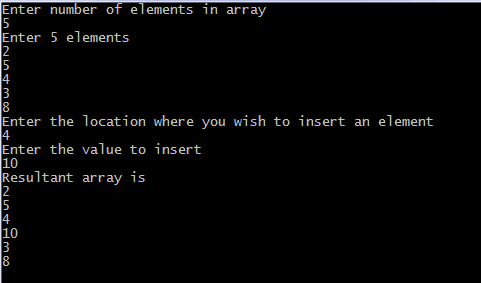 Enter number of elements in array
5
Enter 5 elements
2
5
4
3
8
Enter the location where you wish to insert an element
4
Enter the value to insert
10
Resultant array is
2
5
4
10
3
8